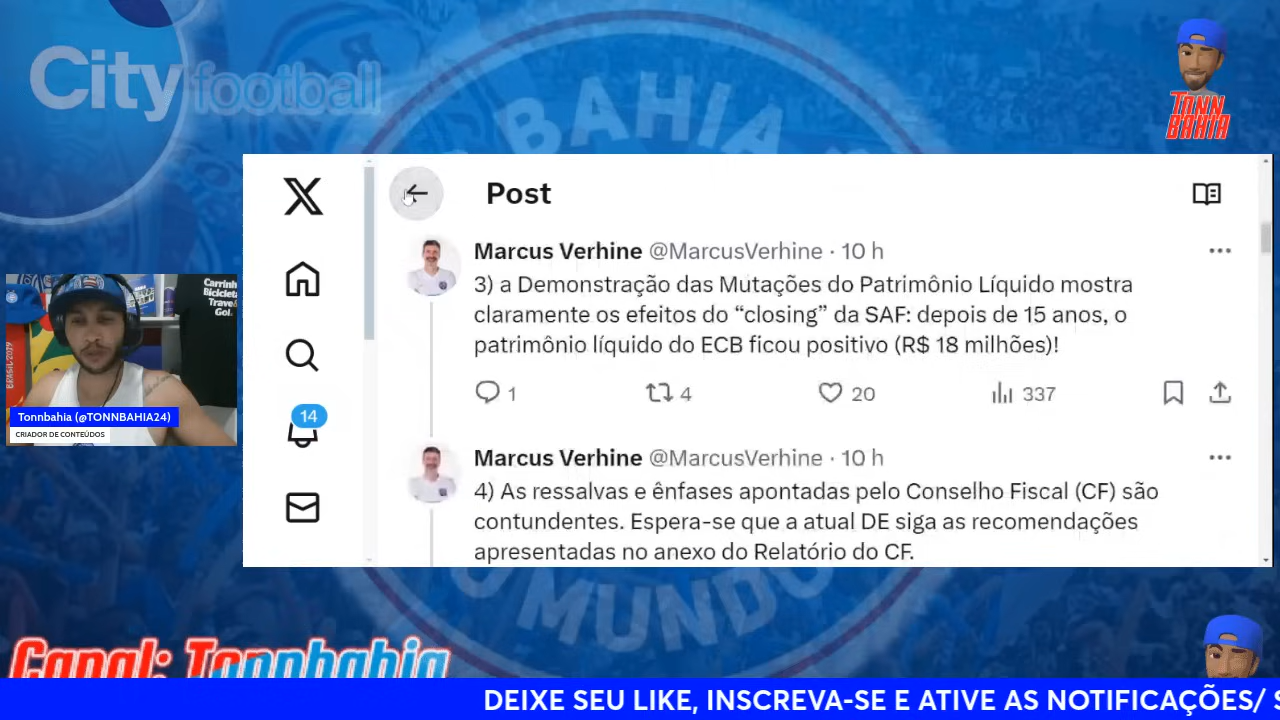 City football
BAHIA
TONN
BAHIA
Post
Marcus Verhine @MarcusVerhine · 10 h
3) a Demonstração das Mutações do Patrimônio Líquido mostra
claramente os efeitos do “closing” da SAF: depois de 15 anos, o
patrimônio líquido do ECB ficou positivo (R$ 18 milhões)!
1
4
20
337
14
Marcus Verhine @MarcusVerhine · 10 h
4) As ressalvas e ênfases apontadas pelo Conselho Fiscal (CF) são
contundentes. Espera-se que a atual DE siga as recomendações
apresentadas no anexo do Relatório do CF.
Gol.
BRASIL/2019
Tonnbahia (@TONNBAHIA24)
CRIADOR DE CONTEÚDOS
O MUNDO
Canal: Tonnbahia
DEIXE SEU LIKE, INSCREVA-SE E ATIVE AS NOTIFICAÇÕES/ S